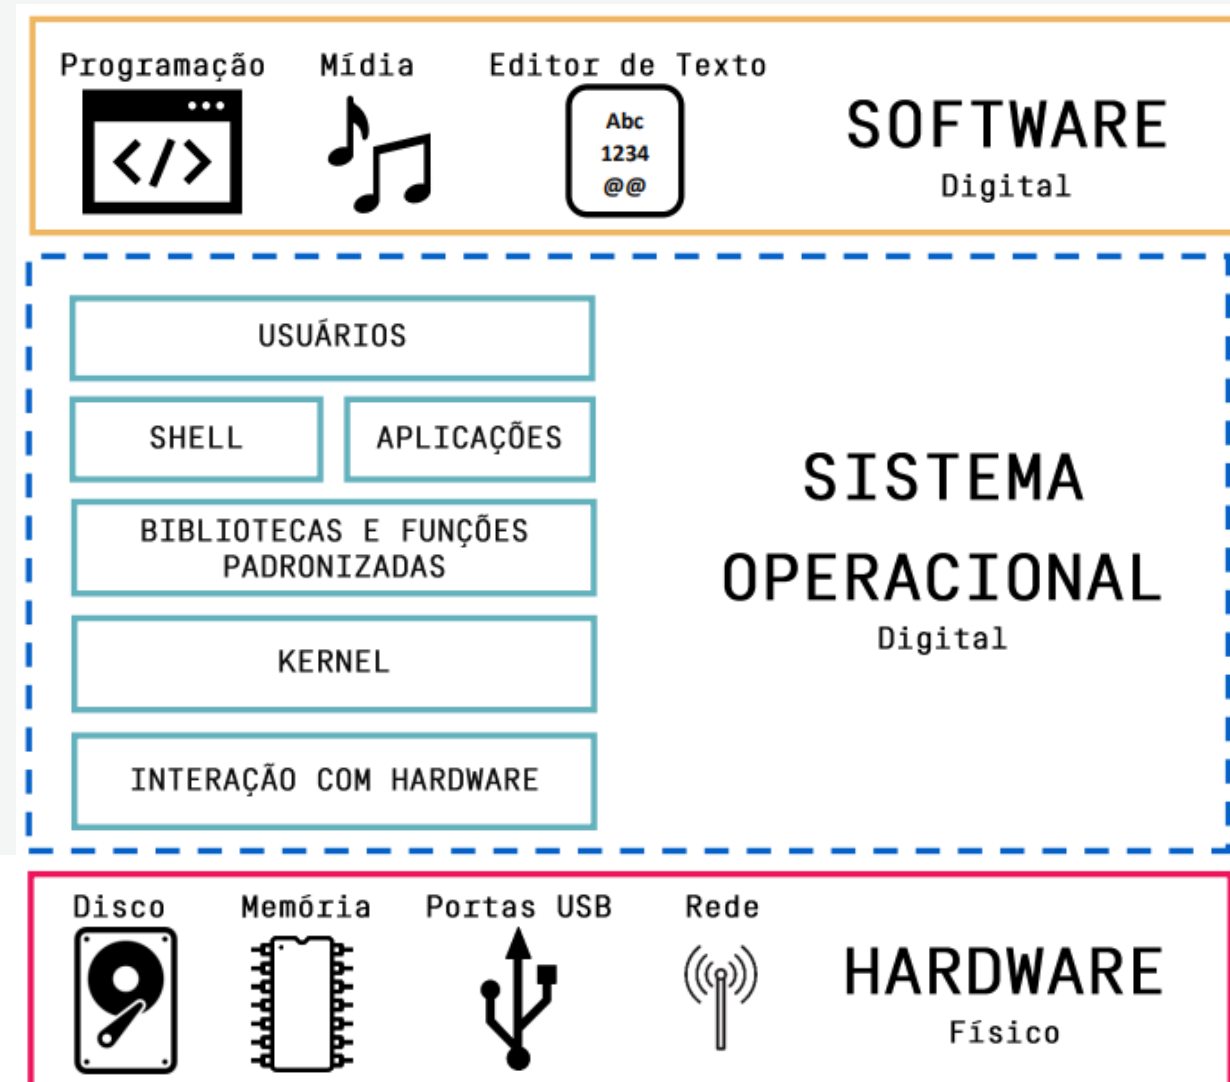 Programação Mídia Editor de Texto
</>
Abc
1234
@@
SOFTWARE
Digital
USUÁRIOS
SHELL
APLICAÇÕES
BIBLIOTECAS E FUNÇÕES
PADRONIZADAS
KERNEL
INTERAÇÃO COM HARDWARE
SISTEMA
OPERACIONAL
Digital
Disco Memória Portas USB Rede
HARDWARE
Físico